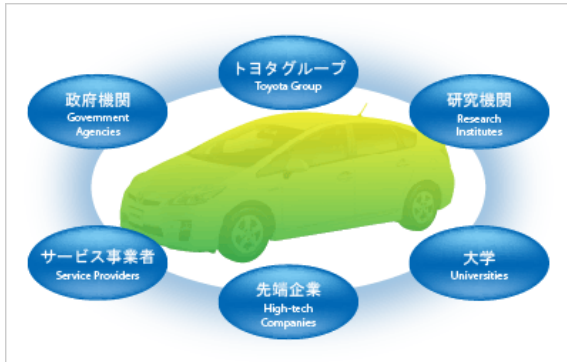 トヨタグループ
Toyota Group
政府機関
Government
Agencies
研究機関
Research
Institutes
サービス事業者
Service Providers
大学
Universities
先端企業
High-tech
Companies